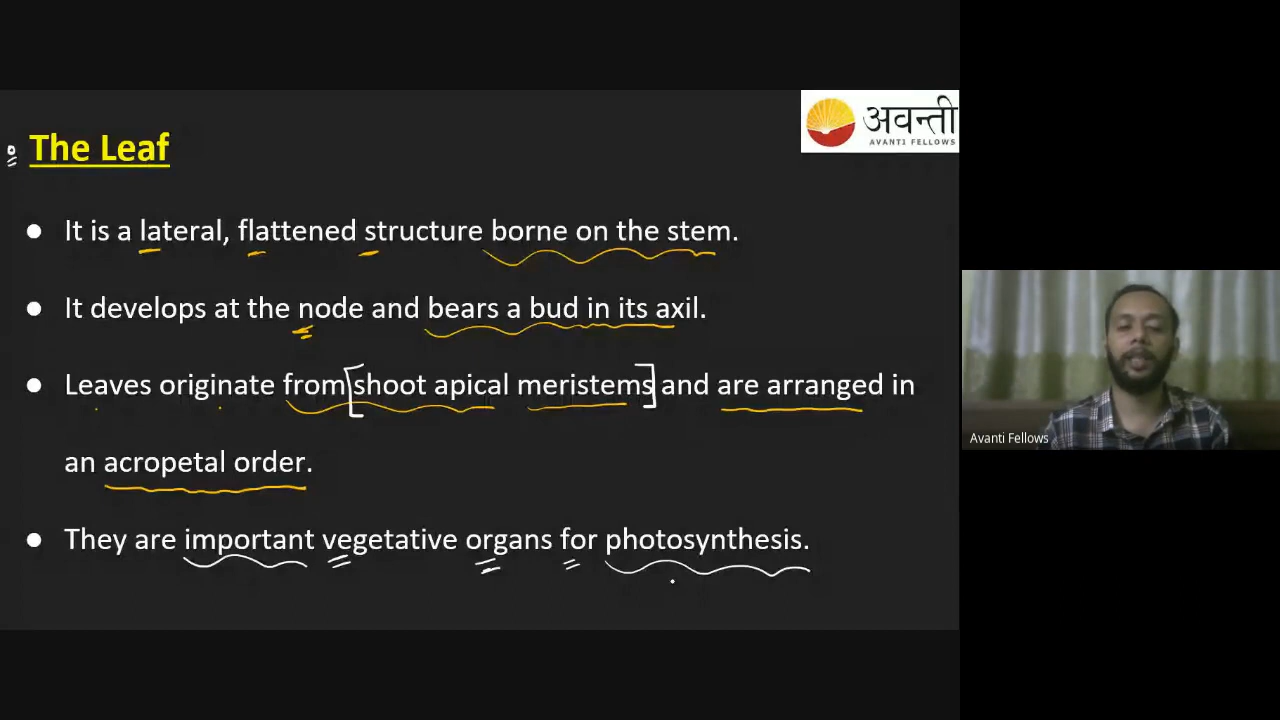 अवन्ती
AVANTI FELLOWS
The Leaf
● It is a lateral, flattened structure borne on the stem.
● It develops at the node and bears a bud in its axil.
● Leaves originate from [shoot apical meristems] and are arranged in
an acropetal order.
● They are important vegetative organs for photosynthesis.
Avanti Fellows